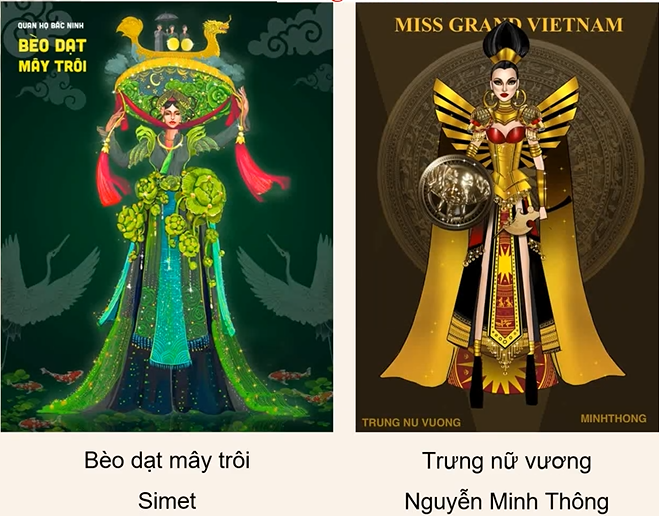 QUAN HỌ BẮC NINH
BÈO DẠT
MÂY TRÔI
MISS GRAND VIETNAM
TRUNG NU VUONG
MINHTHONG
Bèo dạt mây trôi
Simet
Trưng nữ vương
Nguyễn Minh Thông